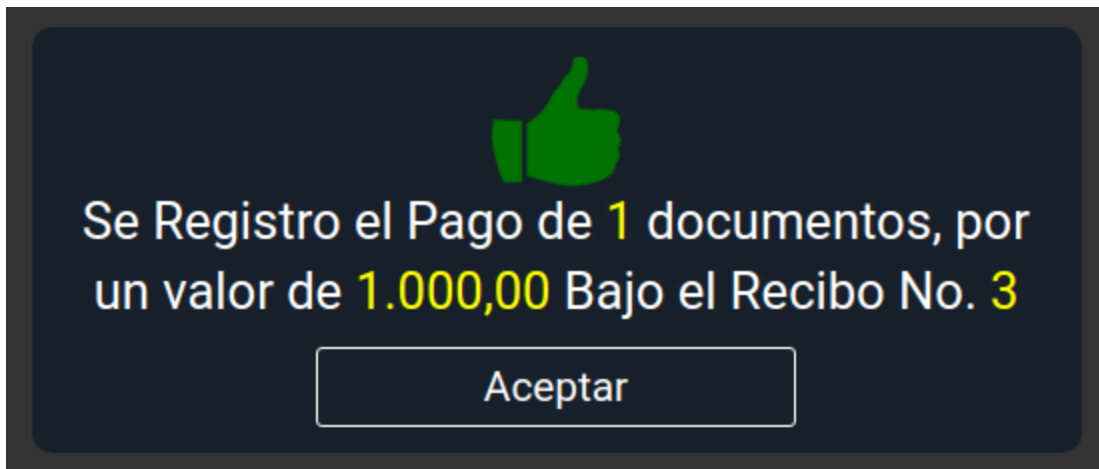 Se Registro el Pago de 1 documentos, por
un valor de 1.000,00 Bajo el Recibo No. 3
Aceptar